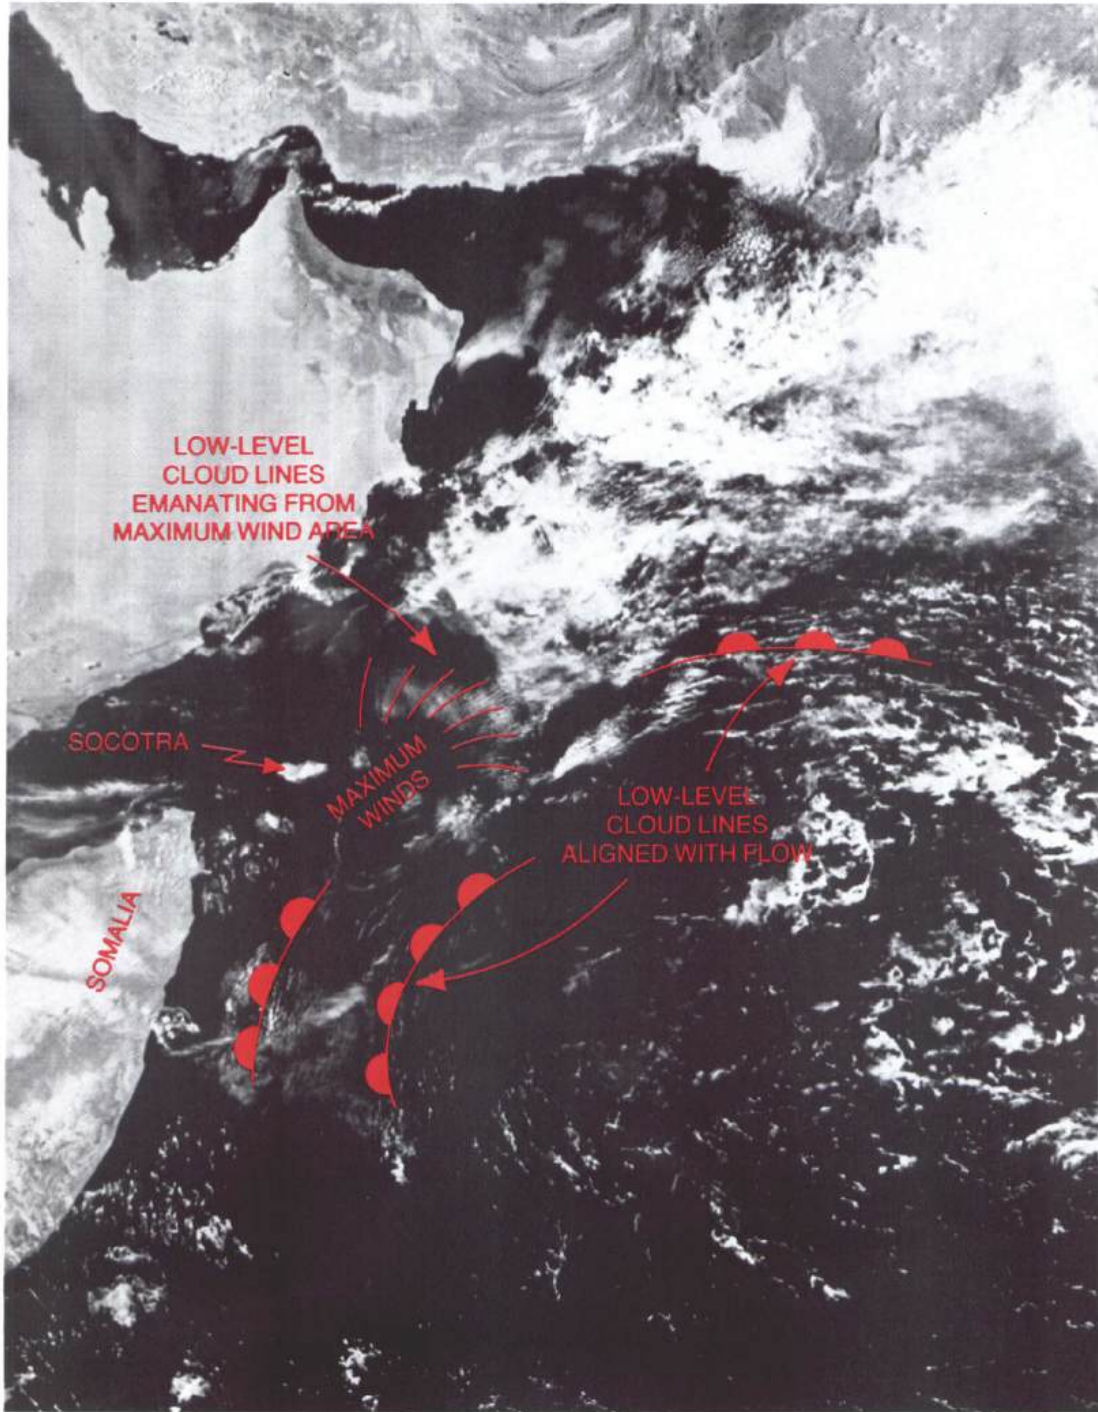 LOW-LEVEL
CLOUD LINES
EMANATING FROM
MAXIMUM WIND AREA
SOCOTRA
MAXIMUM
WINDS
LOW-LEVEL
CLOUD LINES
ALIGNED WITH FLOW
SOMALIA